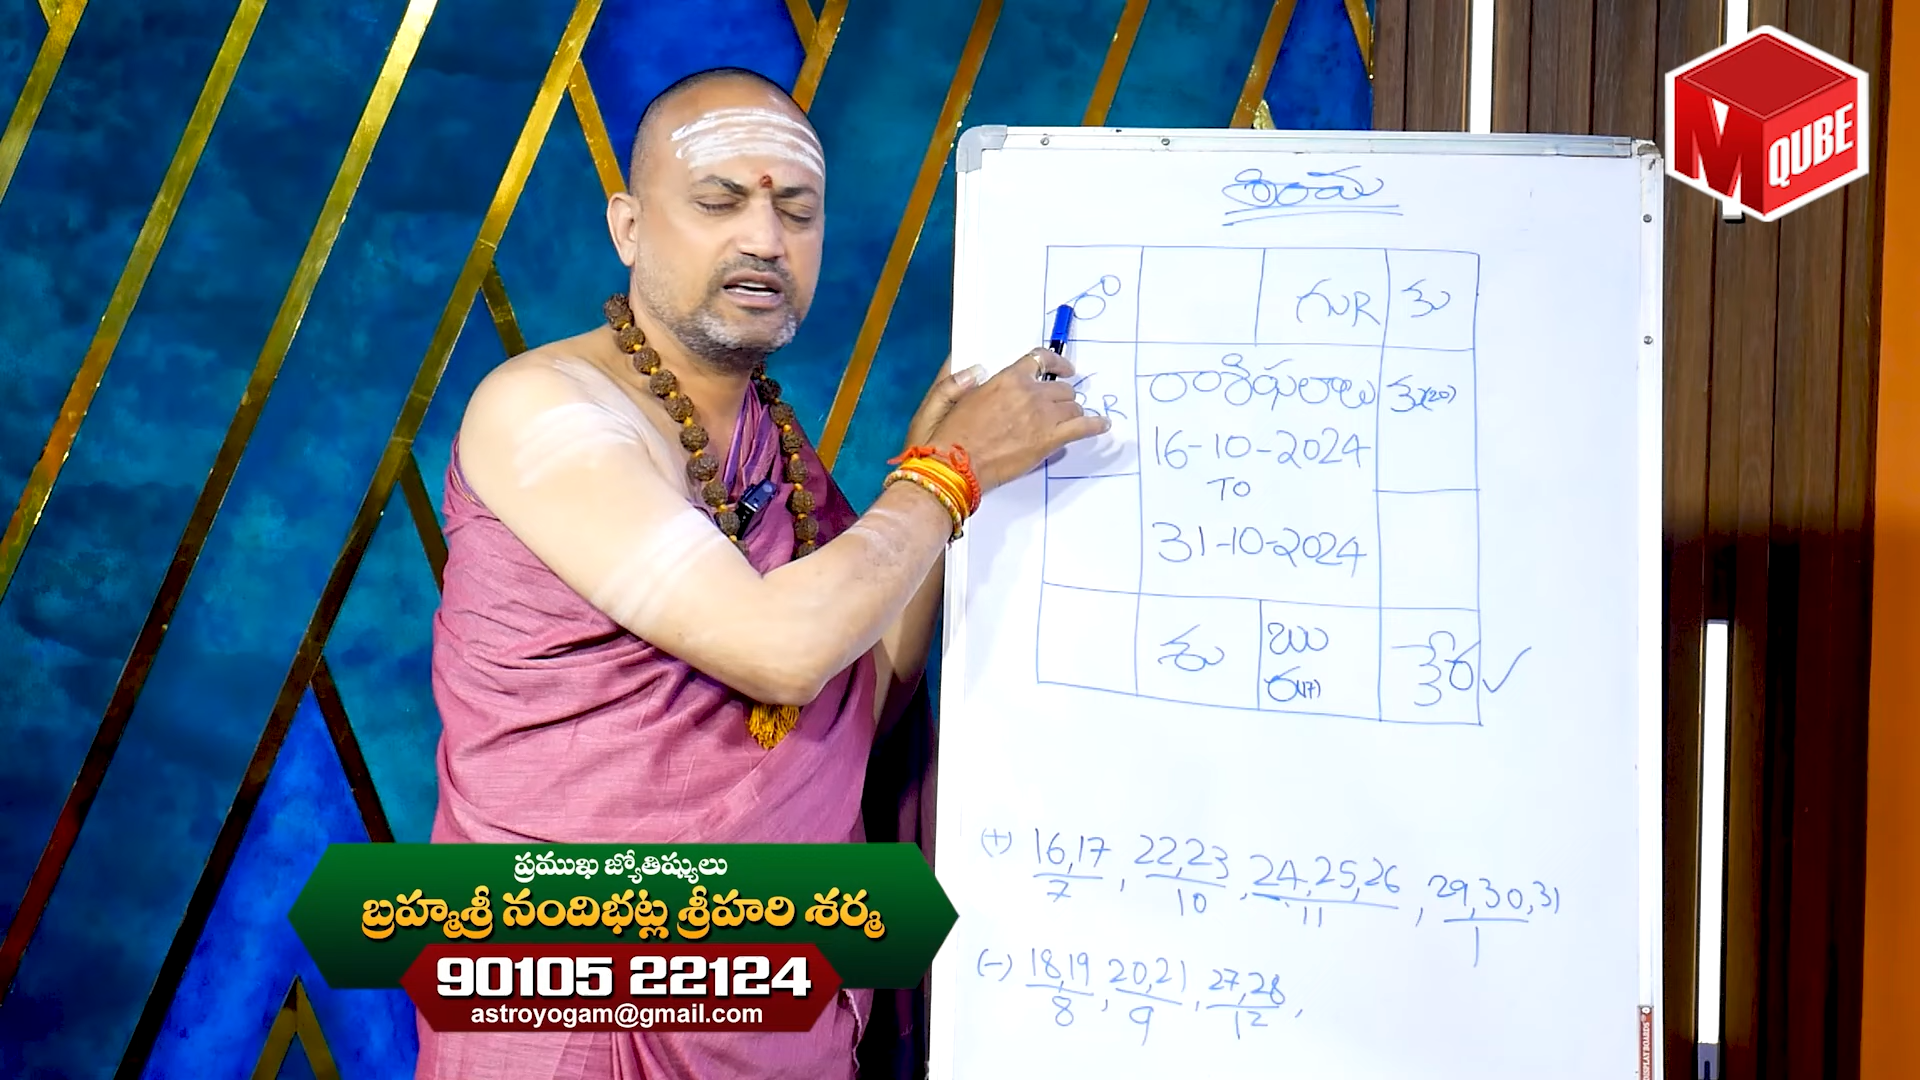 M QUBE
సింహ
రా
గుR
కు
రాశిఫలాలు
కు(20)
16-10-2024
TO
31-10-2024
శు
బు
ర(17)
కేర✓
(+) 16,17, 22,23, 24,25,26, 29,30,31
7 10 11 1
(-) 18,19, 20,21, 27,28,
8 9 12
ప్రముఖ జ్యోతిష్యులు
బ్రహ్మశ్రీ నందిభట్ల శ్రీహరి శర్మ
90105 22124
astroyogam@gmail.com